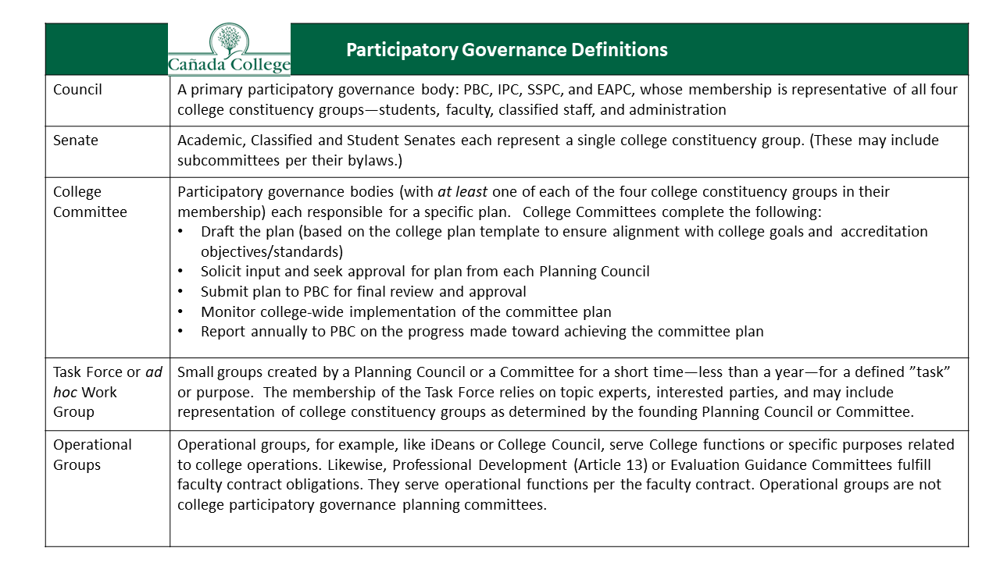 Cañada College
Participatory Governance Definitions
Council
A primary participatory governance body: PBC, IPC, SSPC, and EAPC, whose membership is representative of all four
college constituency groups—students, faculty, classified staff, and administration
Senate
Academic, Classified and Student Senates each represent a single college constituency group. (These may include
subcommittees per their bylaws.)
College
Committee
Participatory governance bodies (with at least one of each of the four college constituency groups in their
membership) each responsible for a specific plan.   College Committees complete the following:
• Draft the plan (based on the college plan template to ensure alignment with college goals and  accreditation
objectives/standards)
• Solicit input and seek approval for plan from each Planning Council
• Submit plan to PBC for final review and approval
• Monitor college-wide implementation of the committee plan
• Report annually to PBC on the progress made toward achieving the committee plan
Task Force or ad
hoc Work
Group
Small groups created by a Planning Council or a Committee for a short time—less than a year—for a defined ”task”
or purpose.  The membership of the Task Force relies on topic experts, interested parties, and may include
representation of college constituency groups as determined by the founding Planning Council or Committee.
Operational
Groups
Operational groups, for example, like iDeans or College Council, serve College functions or specific purposes related
to college operations. Likewise, Professional Development (Article 13) or Evaluation Guidance Committees fulfill
faculty contract obligations. They serve operational functions per the faculty contract. Operational groups are not
college participatory governance planning committees.